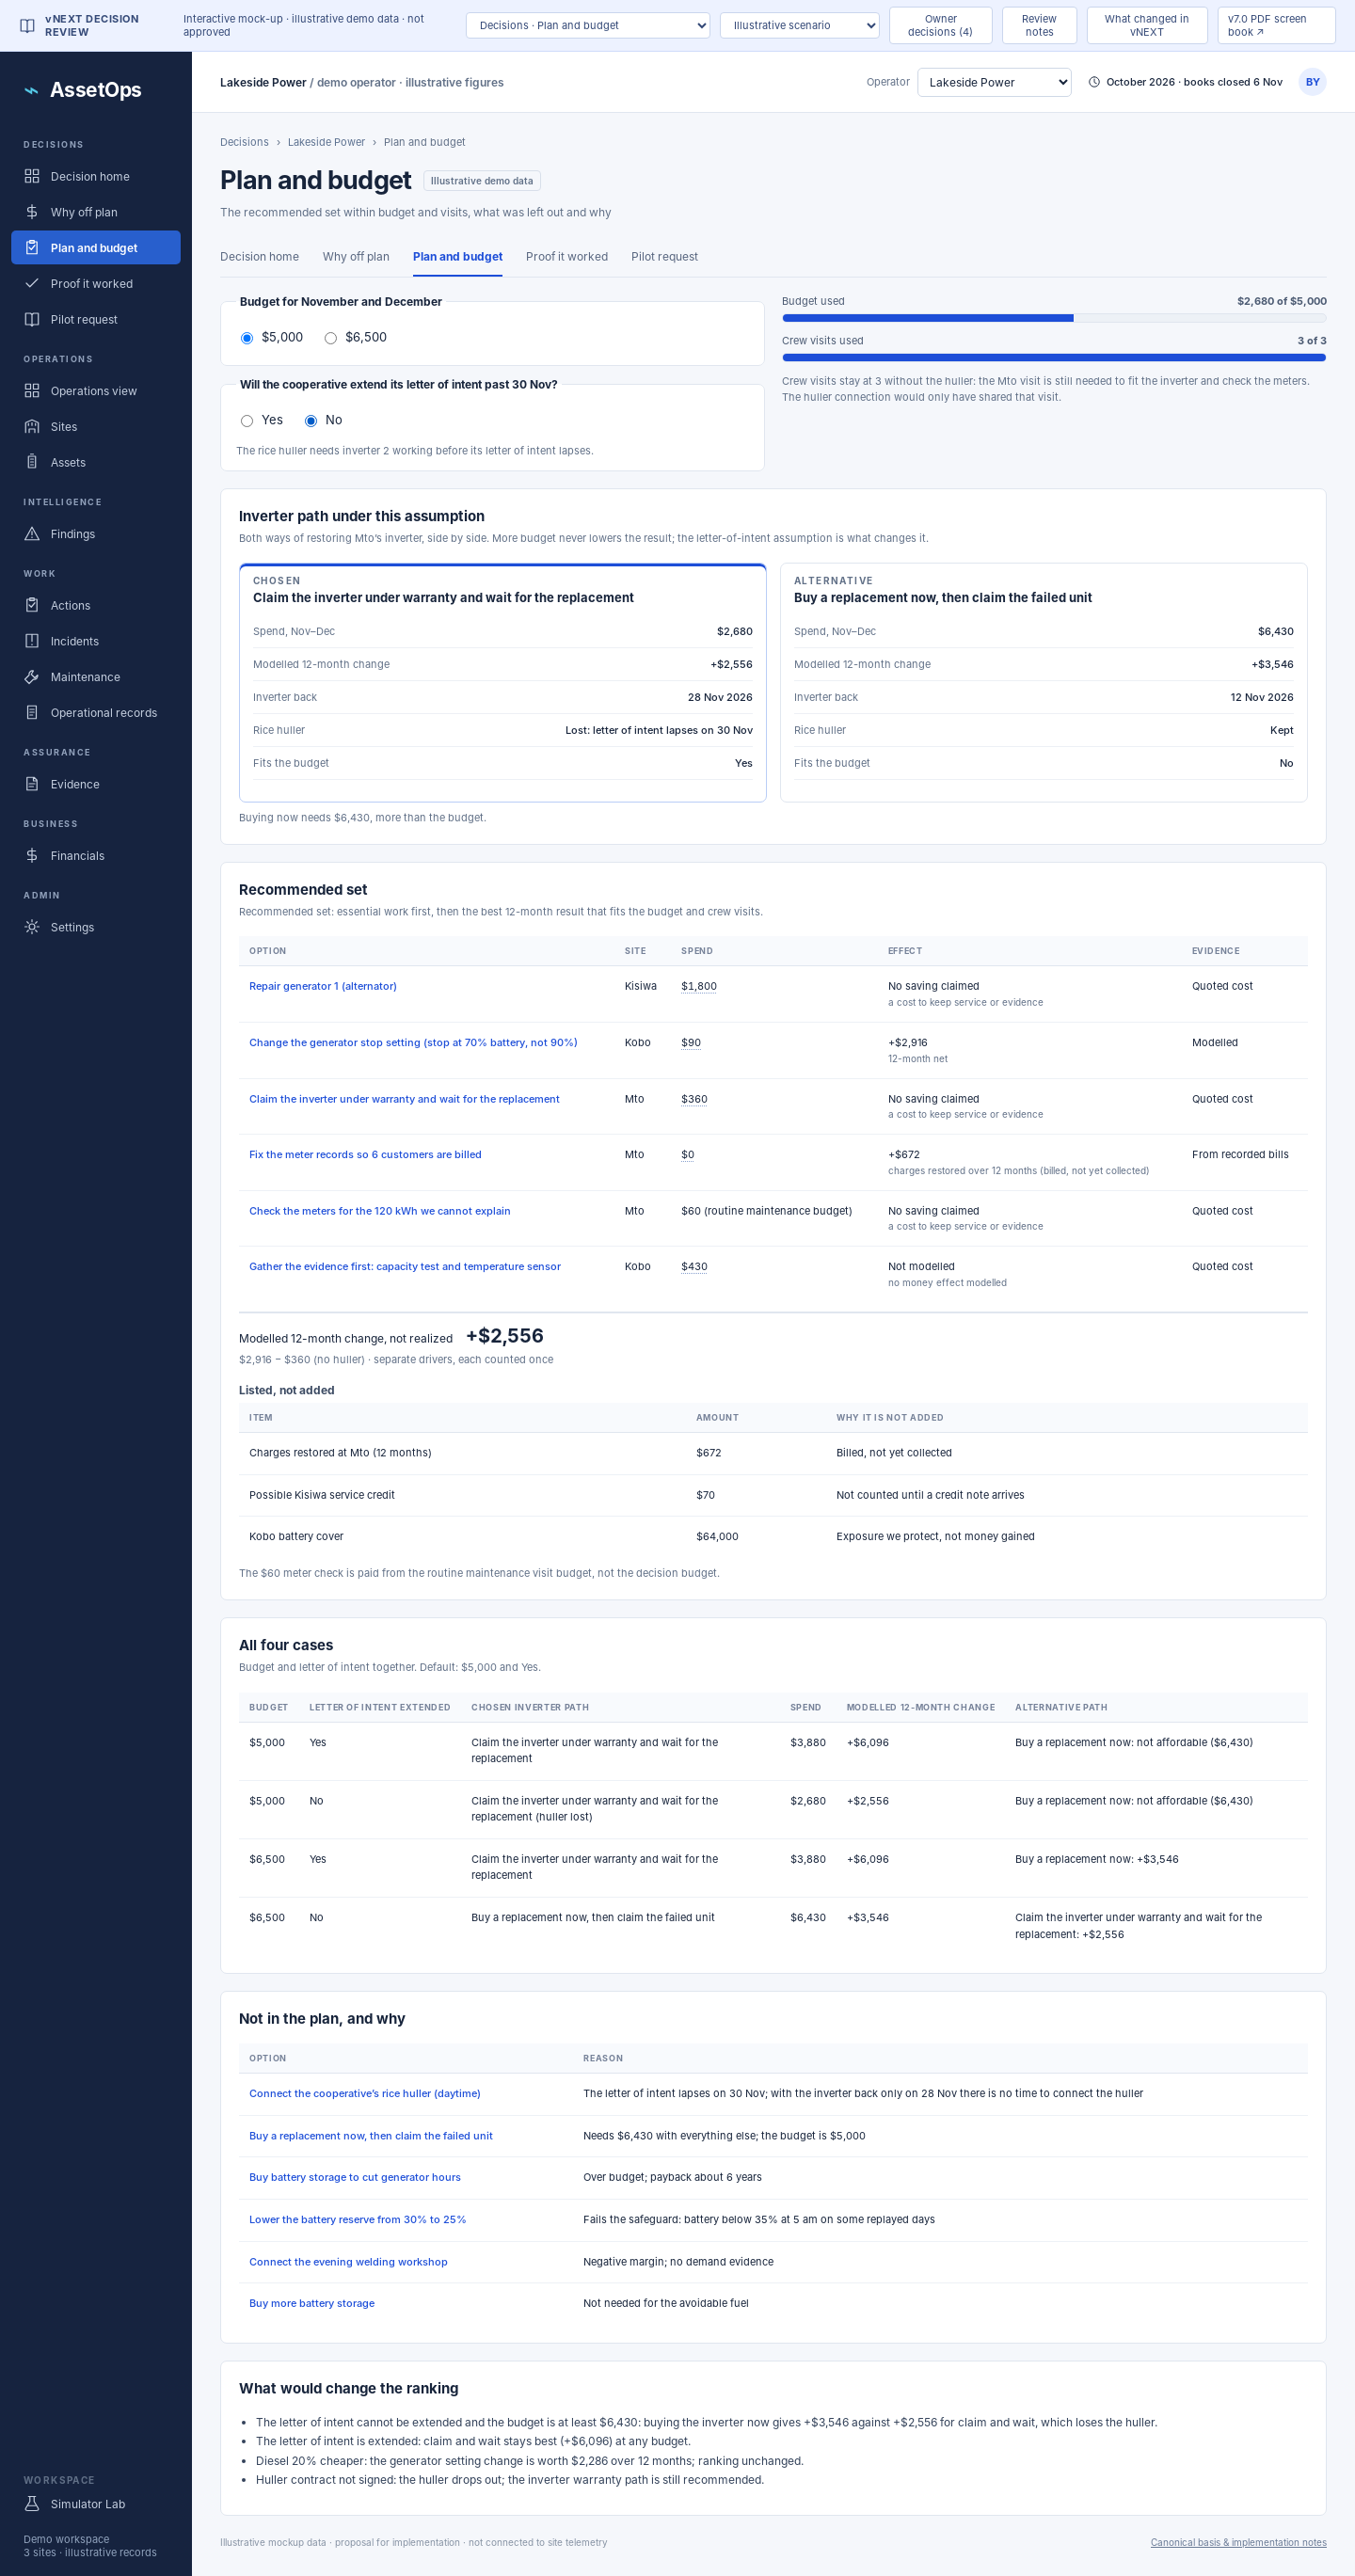 vNEXT DECISION REVIEW
Interactive mock-up · illustrative demo data · not approved
Decisions · Plan and budget
Illustrative scenario
Owner decisions (4)
Review notes
What changed in vNEXT
v7.0 PDF screen book ↗
AssetOps
DECISIONS
Decision home
Why off plan
Plan and budget
Proof it worked
Pilot request
OPERATIONS
Operations view
Sites
Assets
INTELLIGENCE
Findings
WORK
Actions
Incidents
Maintenance
Operational records
ASSURANCE
Evidence
BUSINESS
Financials
ADMIN
Settings
WORKSPACE
Simulator Lab
Demo workspace
3 sites · illustrative records
Lakeside Power / demo operator · illustrative figures
Operator
Lakeside Power
October 2026 · books closed 6 Nov
BY
Decisions › Lakeside Power › Plan and budget
Plan and budget
Illustrative demo data
The recommended set within budget and visits, what was left out and why
Decision home
Why off plan
Plan and budget
Proof it worked
Pilot request
Budget for November and December
$5,000
$6,500
Will the cooperative extend its letter of intent past 30 Nov?
Yes
No
The rice huller needs inverter 2 working before its letter of intent lapses.
Budget used
$2,680 of $5,000
Crew visits used
3 of 3
Crew visits stay at 3 without the huller: the Mto visit is still needed to fit the inverter and check the meters.
The huller connection would only have shared that visit.
Inverter path under this assumption
Both ways of restoring Mto's inverter, side by side. More budget never lowers the result; the letter-of-intent assumption is what changes it.
CHOSEN
Claim the inverter under warranty and wait for the replacement
Spend, Nov–Dec $2,680
Modelled 12-month change +$2,556
Inverter back 28 Nov 2026
Rice huller Lost: letter of intent lapses on 30 Nov
Fits the budget Yes
ALTERNATIVE
Buy a replacement now, then claim the failed unit
Spend, Nov–Dec $6,430
Modelled 12-month change +$3,546
Inverter back 12 Nov 2026
Rice huller Kept
Fits the budget No
Buying now needs $6,430, more than the budget.
Recommended set
Recommended set: essential work first, then the best 12-month result that fits the budget and crew visits.
OPTION SITE SPEND EFFECT EVIDENCE
Repair generator 1 (alternator) Kisiwa $1,800 No saving claimed Quoted cost
a cost to keep service or evidence
Change the generator stop setting (stop at 70% battery, not 90%) Kobo $90 +$2,916 Modelled
12-month net
Claim the inverter under warranty and wait for the replacement Mto $360 No saving claimed Quoted cost
a cost to keep service or evidence
Fix the meter records so 6 customers are billed Mto $0 +$672 From recorded bills
charges restored over 12 months (billed, not yet collected)
Check the meters for the 120 kWh we cannot explain Mto $60 (routine maintenance budget) No saving claimed Quoted cost
a cost to keep service or evidence
Gather the evidence first: capacity test and temperature sensor Kobo $430 Not modelled Quoted cost
no money effect modelled
Modelled 12-month change, not realized +$2,556
$2,916 − $360 (no huller) · separate drivers, each counted once
Listed, not added
ITEM AMOUNT WHY IT IS NOT ADDED
Charges restored at Mto (12 months) $672 Billed, not yet collected
Possible Kisiwa service credit $70 Not counted until a credit note arrives
Kobo battery cover $64,000 Exposure we protect, not money gained
The $60 meter check is paid from the routine maintenance visit budget, not the decision budget.
All four cases
Budget and letter of intent together. Default: $5,000 and Yes.
BUDGET LETTER OF INTENT EXTENDED CHOSEN INVERTER PATH SPEND MODELLED 12-MONTH CHANGE ALTERNATIVE PATH
$5,000 Yes Claim the inverter under warranty and wait for the replacement $3,880 +$6,096 Buy a replacement now: not affordable ($6,430)
$5,000 No Claim the inverter under warranty and wait for the replacement (huller lost) $2,680 +$2,556 Buy a replacement now: not affordable ($6,430)
$6,500 Yes Claim the inverter under warranty and wait for the replacement $3,880 +$6,096 Buy a replacement now: +$3,546
$6,500 No Buy a replacement now, then claim the failed unit $6,430 +$3,546 Claim the inverter under warranty and wait for the replacement: +$2,556
Not in the plan, and why
OPTION REASON
Connect the cooperative's rice huller (daytime) The letter of intent lapses on 30 Nov; with the inverter back only on 28 Nov there is no time to connect the huller
Buy a replacement now, then claim the failed unit Needs $6,430 with everything else; the budget is $5,000
Buy battery storage to cut generator hours Over budget; payback about 6 years
Lower the battery reserve from 30% to 25% Fails the safeguard: battery below 35% at 5 am on some replayed days
Connect the evening welding workshop Negative margin; no demand evidence
Buy more battery storage Not needed for the avoidable fuel
What would change the ranking
• The letter of intent cannot be extended and the budget is at least $6,430: buying the inverter now gives +$3,546 against +$2,556 for claim and wait, which loses the huller.
• The letter of intent is extended: claim and wait stays best (+$6,096) at any budget.
• Diesel 20% cheaper: the generator setting change is worth $2,286 over 12 months; ranking unchanged.
• Huller contract not signed: the huller drops out; the inverter warranty path is still recommended.
Illustrative mockup data · proposal for implementation · not connected to site telemetry
Canonical basis & implementation notes